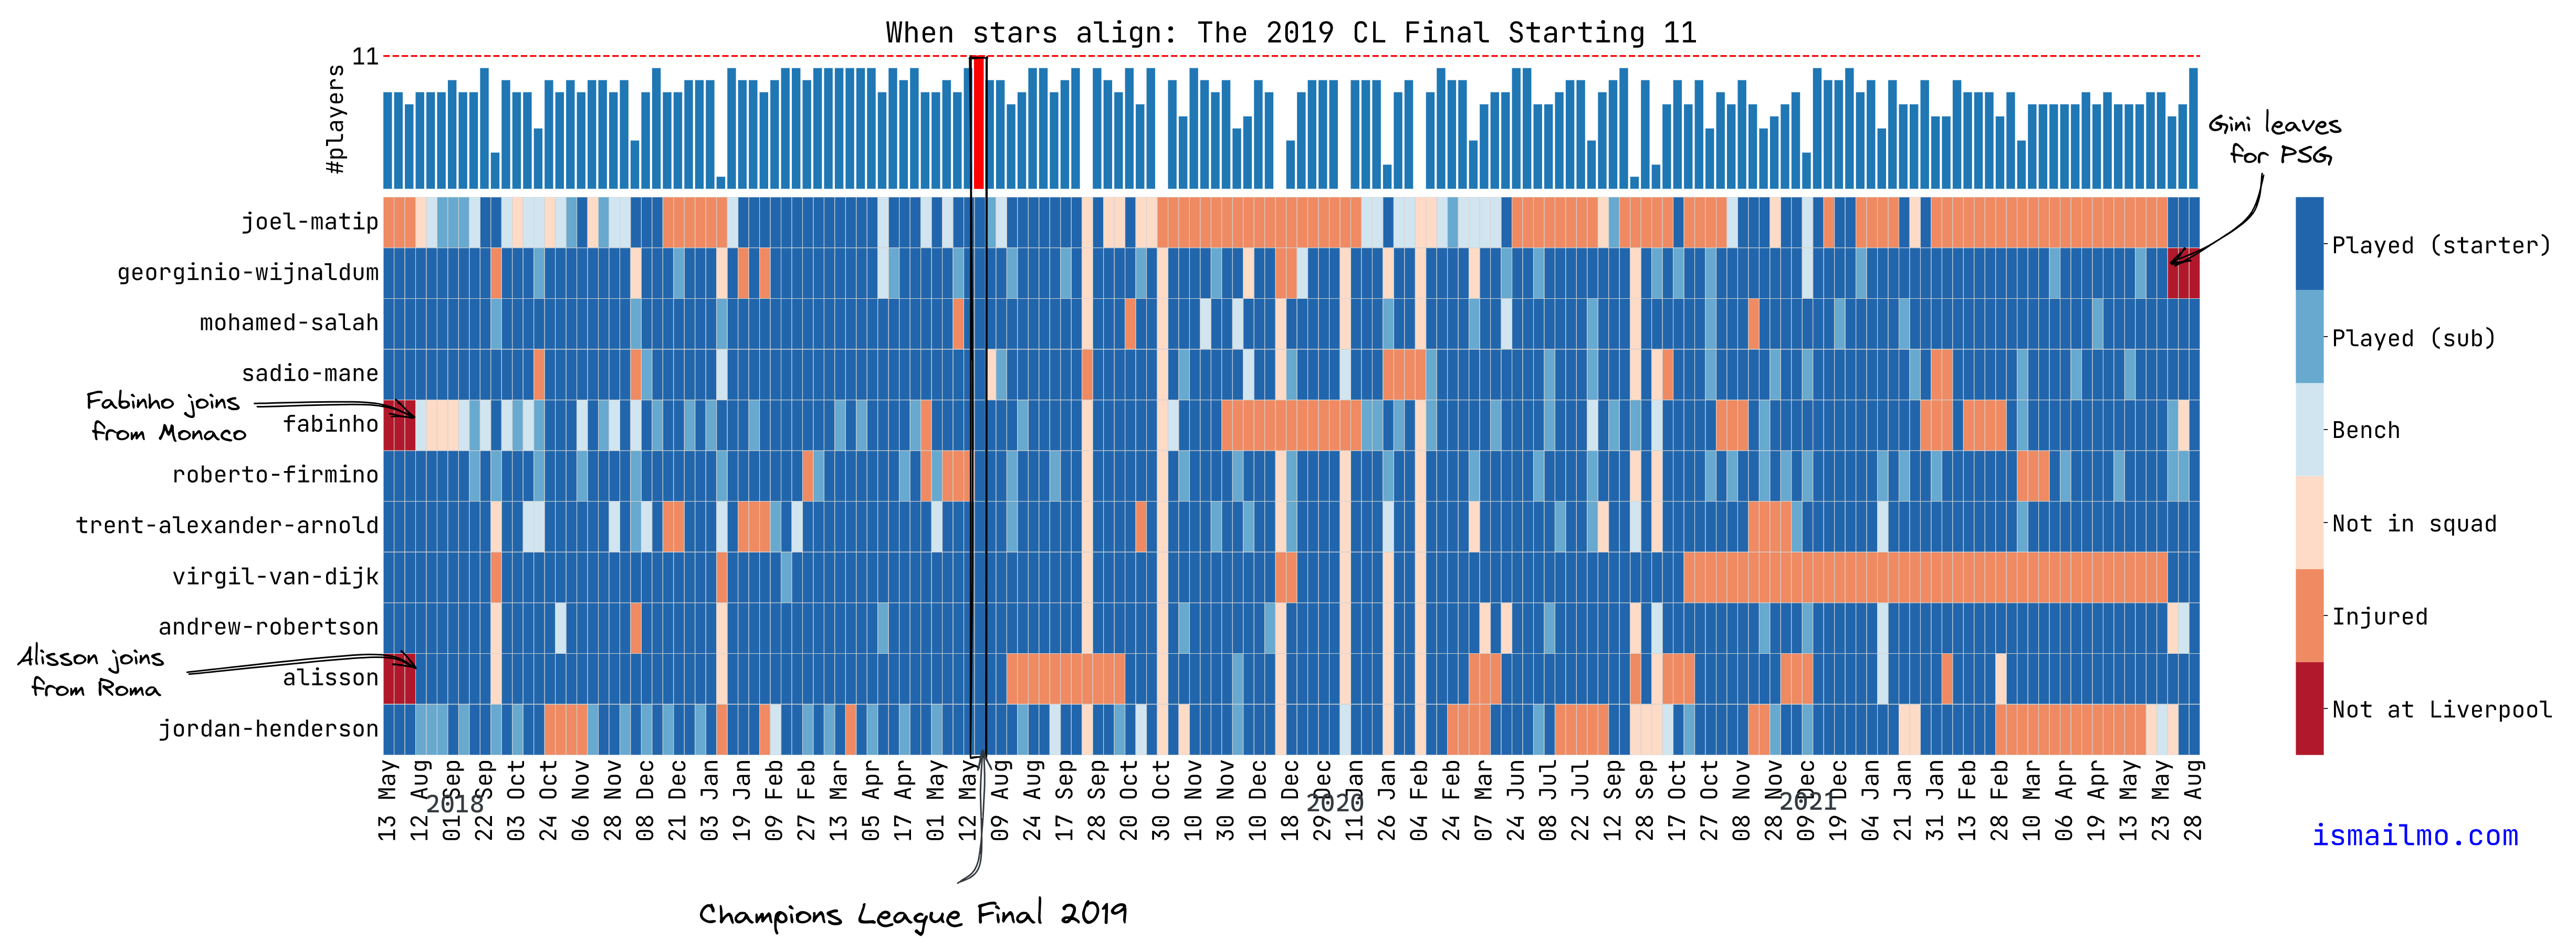 When stars align: The 2019 CL Final Starting 11
11
#players
Gini leaves
for PSG
joel-matip
georginio-wijnaldum
mohamed-salah
sadio-mane
Fabinho joins
from Monaco
fabinho
roberto-firmino
trent-alexander-arnold
virgil-van-dijk
andrew-robertson
Alisson joins
from Roma
alisson
jordan-henderson
Played (starter)
Played (sub)
Bench
Not in squad
Injured
Not at Liverpool
13 May
12 Aug
01 Sep
22 Sep
03 Oct
24 Oct
06 Nov
28 Nov
08 Dec
21 Dec
03 Jan
19 Jan
09 Feb
27 Feb
13 Mar
05 Apr
17 Apr
01 May
12 May
09 Aug
24 Aug
17 Sep
28 Sep
20 Oct
30 Oct
10 Nov
30 Nov
10 Dec
18 Dec
29 Dec
11 Jan
26 Jan
04 Feb
24 Feb
07 Mar
24 Jun
08 Jul
22 Jul
12 Sep
28 Sep
17 Oct
27 Oct
08 Nov
28 Nov
09 Dec
19 Dec
04 Jan
21 Jan
31 Jan
13 Feb
28 Feb
10 Mar
06 Apr
19 Apr
13 May
23 May
28 Aug
2018
2020
2021
ismailmo.com
Champions League Final 2019